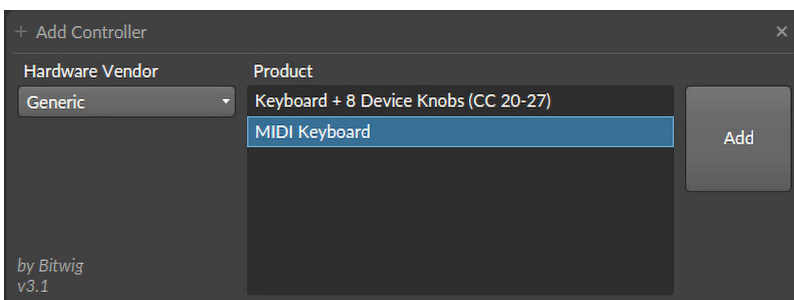 + Add Controller ×
Hardware Vendor Product
Generic
Keyboard + 8 Device Knobs (CC 20-27)
MIDI Keyboard
Add
by Bitwig
v3.1